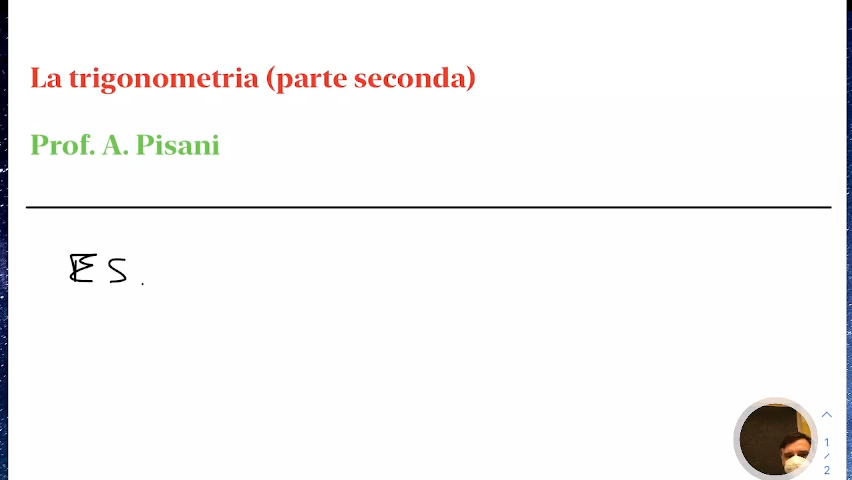 La trigonometria (parte seconda)
Prof. A. Pisani
ES.
1
/
2